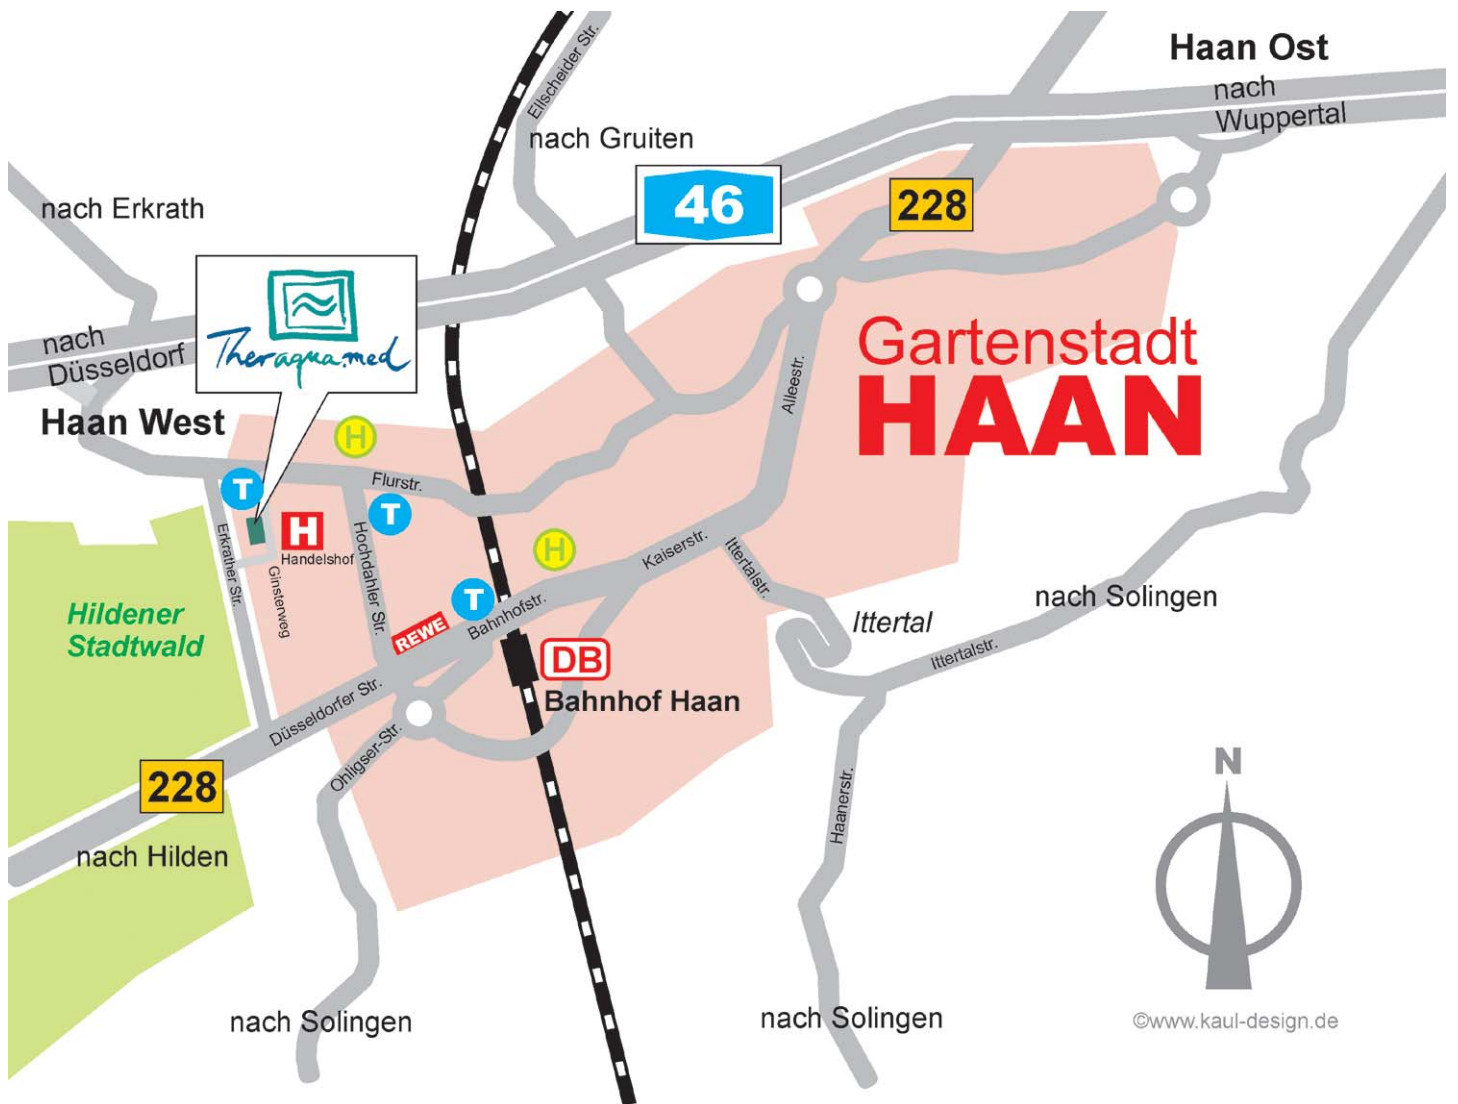 Haan Ost
nach
Wuppertal
Ellscheider Str.
nach Gruiten
46
228
nach Erkrath
Theraquamed
nach
Düsseldorf
Gartenstadt
HAAN
Alleestr.
Haan West
H
Flurstr.
T
T
H
Handelshof
Hochdahler Str.
Erkrather Str.
Ginsterweg
H
Kaiserstr.
Ittertalstr.
T
Bahnhofstr.
REWE
nach Solingen
Hildener
Stadtwald
Ittertal
Ittertalstr.
DB
Bahnhof Haan
Düsseldorfer Str.
Ohligser-Str.
228
nach Hilden
Haanerstr.
N
nach Solingen
nach Solingen
©www.kaul-design.de